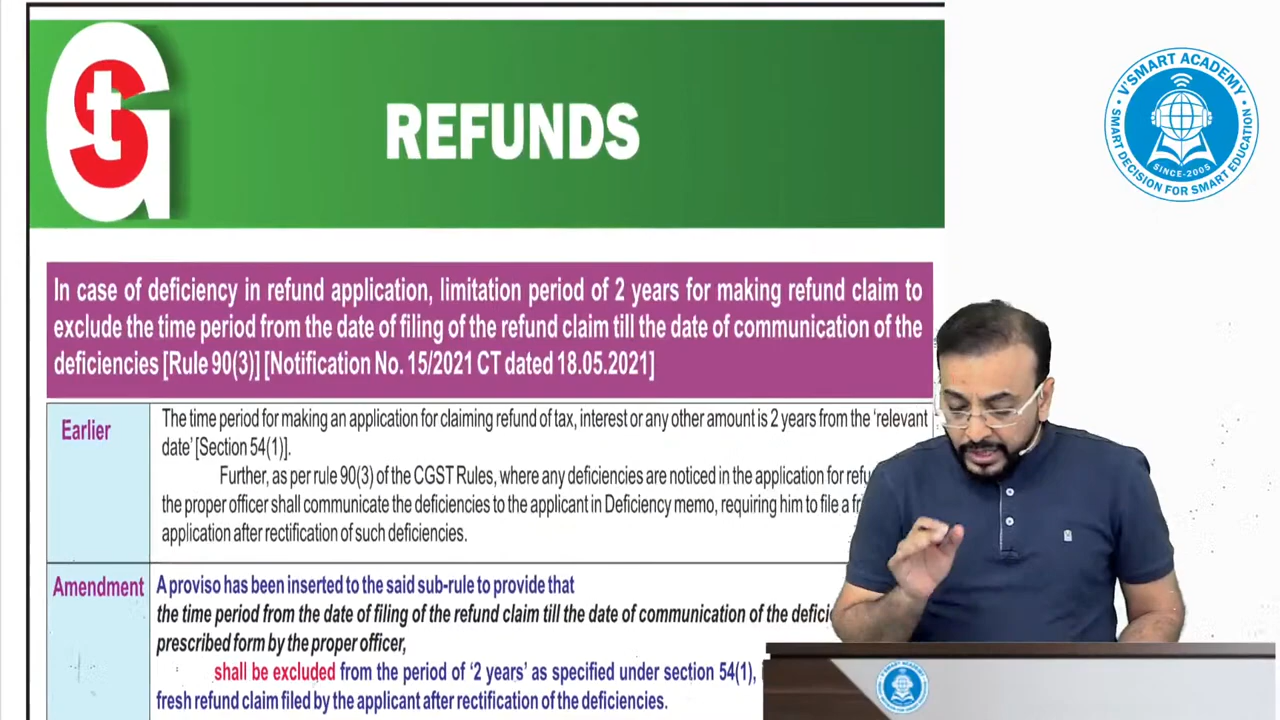 GSt
REFUNDS
V'SMART ACADEMY
SMART DECISION FOR SMART EDUCATION
SINCE-2005
In case of deficiency in refund application, limitation period of 2 years for making refund claim to
exclude the time period from the date of filing of the refund claim till the date of communication of the
deficiencies [Rule 90(3)] [Notification No. 15/2021 CT dated 18.05.2021]
Earlier
The time period for making an application for claiming refund of tax, interest or any other amount is 2 years from the ‘relevant
date’ [Section 54(1)].
Further, as per rule 90(3) of the CGST Rules, where any deficiencies are noticed in the application for
the proper officer shall communicate the deficiencies to the applicant in Deficiency memo, requiring him to file a
application after rectification of such deficiencies.
Amendment
A proviso has been inserted to the said sub-rule to provide that
the time period from the date of filing of the refund claim till the date of communication of the
prescribed form by the proper officer,
shall be excluded from the period of ‘2 years’ as specified under section 54(1),
fresh refund claim filed by the applicant after rectification of the deficiencies.